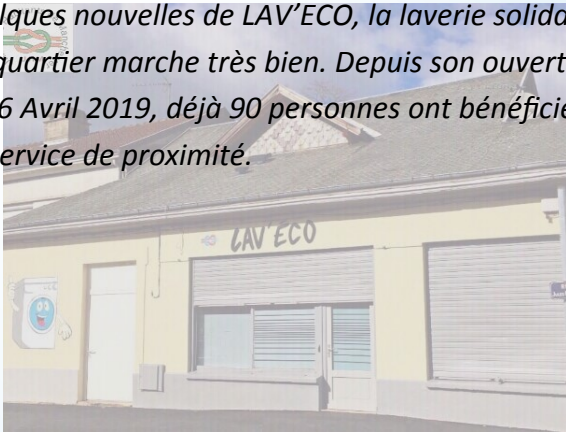 lques nouvelles de LAV’ECO, la laverie solida
quartier marche très bien. Depuis son ouvert
6 Avril 2019, déjà 90 personnes ont bénéficié
ervice de proximité.
LAV'ECO